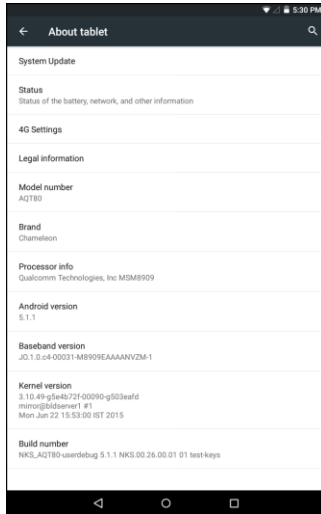 5:30 PM
About tablet
System Update
Status
Status of the battery, network, and other information
4G Settings
Legal information
Model number
AQT80
Brand
Chameleon
Processor info
Qualcomm Technologies, Inc MSM8909
Android version
5.1.1
Baseband version
JO.1.0.c4-00031-M8909EAAAANVZM-1
Kernel version
3.10.49-g5e4b72f-00090-g503eafd
mirror@bldserver1 #1
Mon Jun 22 15:53:00 IST 2015
Build number
NKS_AQT80-userdebug 5.1.1 NKS.00.26.00.01 01 test-keys